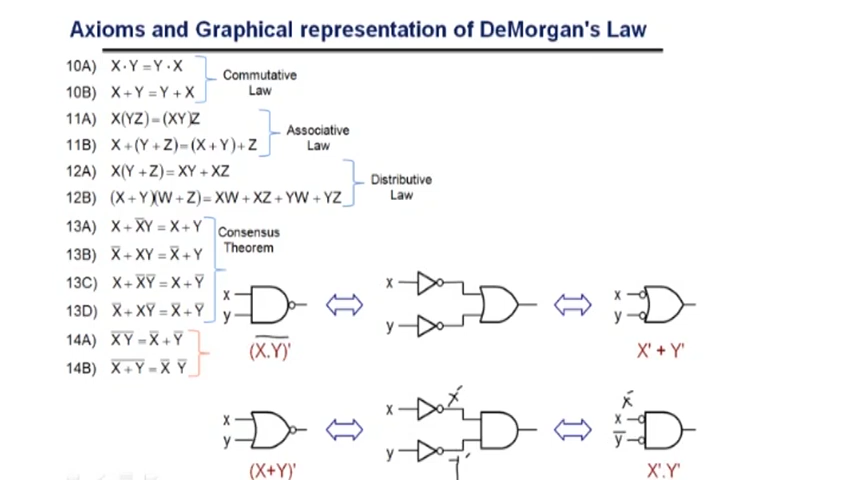 Axioms and Graphical representation of DeMorgan's Law
10A) X·Y = Y·X
10B) X + Y = Y + X
Commutative
Law
11A) X(YZ) = (XY)Z
11B) X + (Y + Z) = (X + Y) + Z
Associative
Law
12A) X(Y + Z) = XY + XZ
12B) (X + Y)(W + Z) = XW + XZ + YW + YZ
Distributive
Law
13A) X + X̅Y = X + Y
13B) X̅ + XY = X̅ + Y
13C) X + X̅Y̅ = X + Y̅
13D) X̅ + XY̅ = X̅ + Y̅
Consensus
Theorem
14A) X̅Y̅ = X̅ + Y̅
14B) X̅ ̅+̅ Y̅ = X̅ Y̅
x
y
(X.Y)'
x
y
x
y
X' + Y'
x
y
(X+Y)'
x X'
y
X'
x
y
X'.Y'